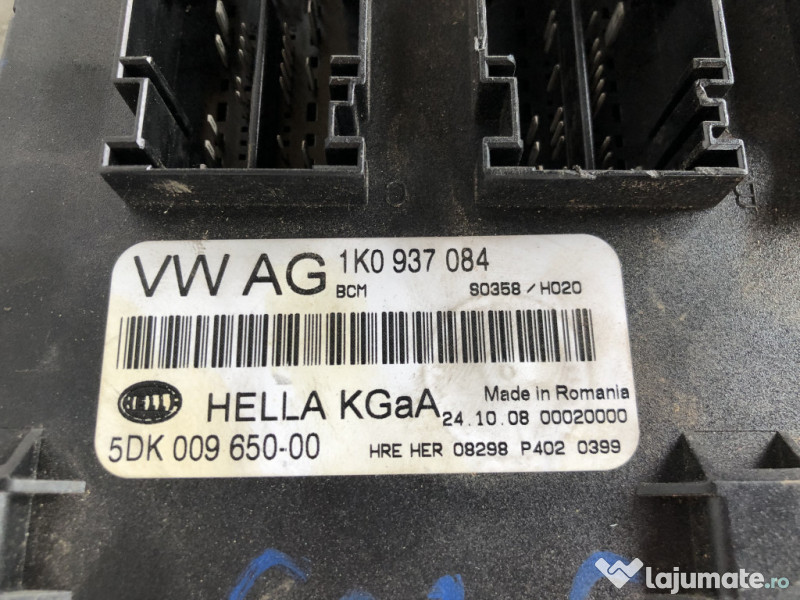 VW AG 1K0 937 084
BCM S0358 / H020
HELLA HELLA KGaA Made in Romania
24.10.08 00020000
5DK 009 650-00 HRE HER 08298 P402 0399
lajumate.ro